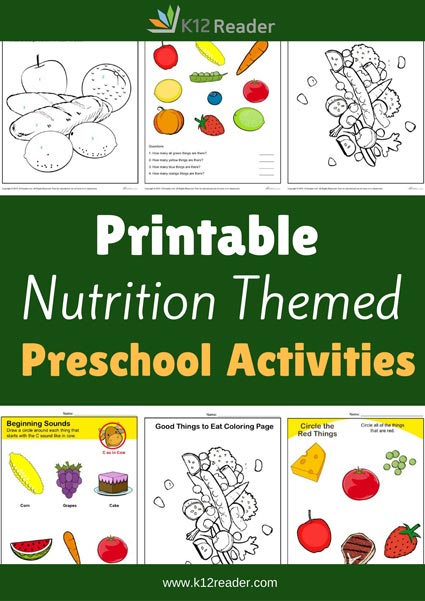 K12 Reader
Questions:
1. How many all green things are there?
2. How many yellow things are there?
3. How many blue things are there?
4. How many orange things are there?
Printable
Nutrition Themed
Preschool Activities
Name:
Beginning Sounds
Draw a circle around each thing that
starts with the C sound like in cow.
C as in Cow
Corn
Grapes
Cake
Name:
Good Things to Eat Coloring Page
Name:
Circle the
Red Things
Circle all of the things
that are red.
www.k12reader.com